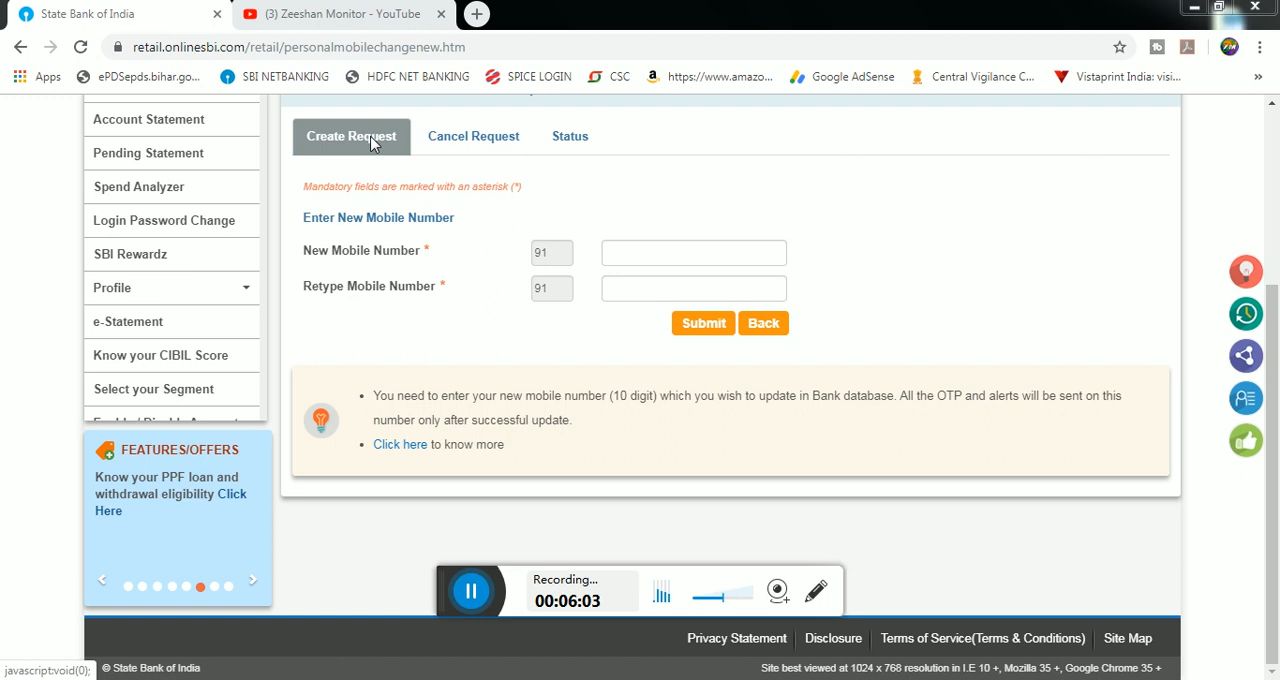 State Bank of India
(3) Zeeshan Monitor - YouTube
retail.onlinesbi.com/retail/personalmobilechangenew.htm
Apps
ePDSepds.bihar.go...
SBI NETBANKING
HDFC NET BANKING
SPICE LOGIN
CSC
https://www.amazo...
Google AdSense
Central Vigilance C...
Vistaprint India: visi...
»
Account Statement
Pending Statement
Spend Analyzer
Login Password Change
SBI Rewardz
Profile
e-Statement
Know your CIBIL Score
Select your Segment
FEATURES/OFFERS
Know your PPF loan and
withdrawal eligibility Click
Here
Create Request
Cancel Request
Status
Mandatory fields are marked with an asterisk (*)
Enter New Mobile Number
New Mobile Number *
91
Retype Mobile Number *
91
Submit
Back
• You need to enter your new mobile number (10 digit) which you wish to update in Bank database. All the OTP and alerts will be sent on this
number only after successful update.
• Click here to know more
Recording...
00:06:03
Privacy Statement
Disclosure
Terms of Service(Terms & Conditions)
Site Map
javascript:void(0);
© State Bank of India
Site best viewed at 1024 x 768 resolution in I.E 10 +, Mozilla 35 +, Google Chrome 35 +